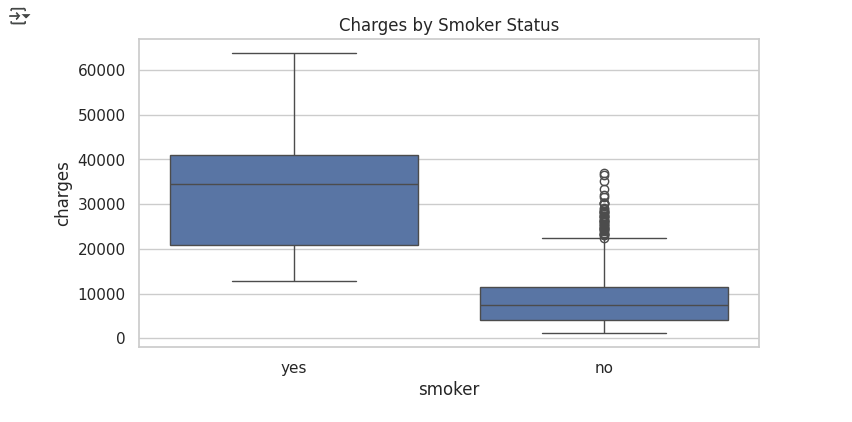 Charges by Smoker Status
60000
50000
40000
30000
20000
10000
0
charges
yes
no
smoker